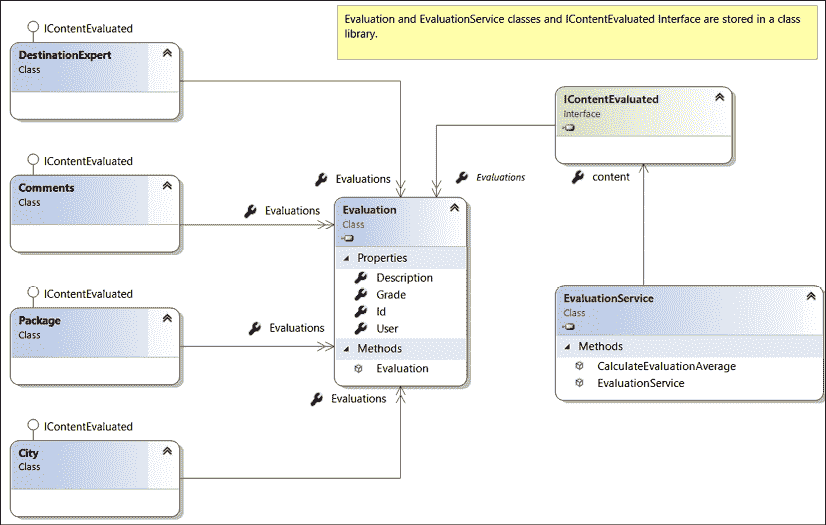 IContentEvaluated
DestinationExpert
Class
Evaluation and EvaluationService classes and IContentEvaluated Interface are stored in a class
library.
IContentEvaluated
Interface
IContentEvaluated
Comments
Class
Evaluations
Evaluations
Evaluations
content
Evaluation
Class
Properties
Description
Grade
Id
User
Methods
Evaluation
IContentEvaluated
Package
Class
Evaluations
EvaluationService
Class
Methods
CalculateEvaluationAverage
EvaluationService
Evaluations
IContentEvaluated
City
Class